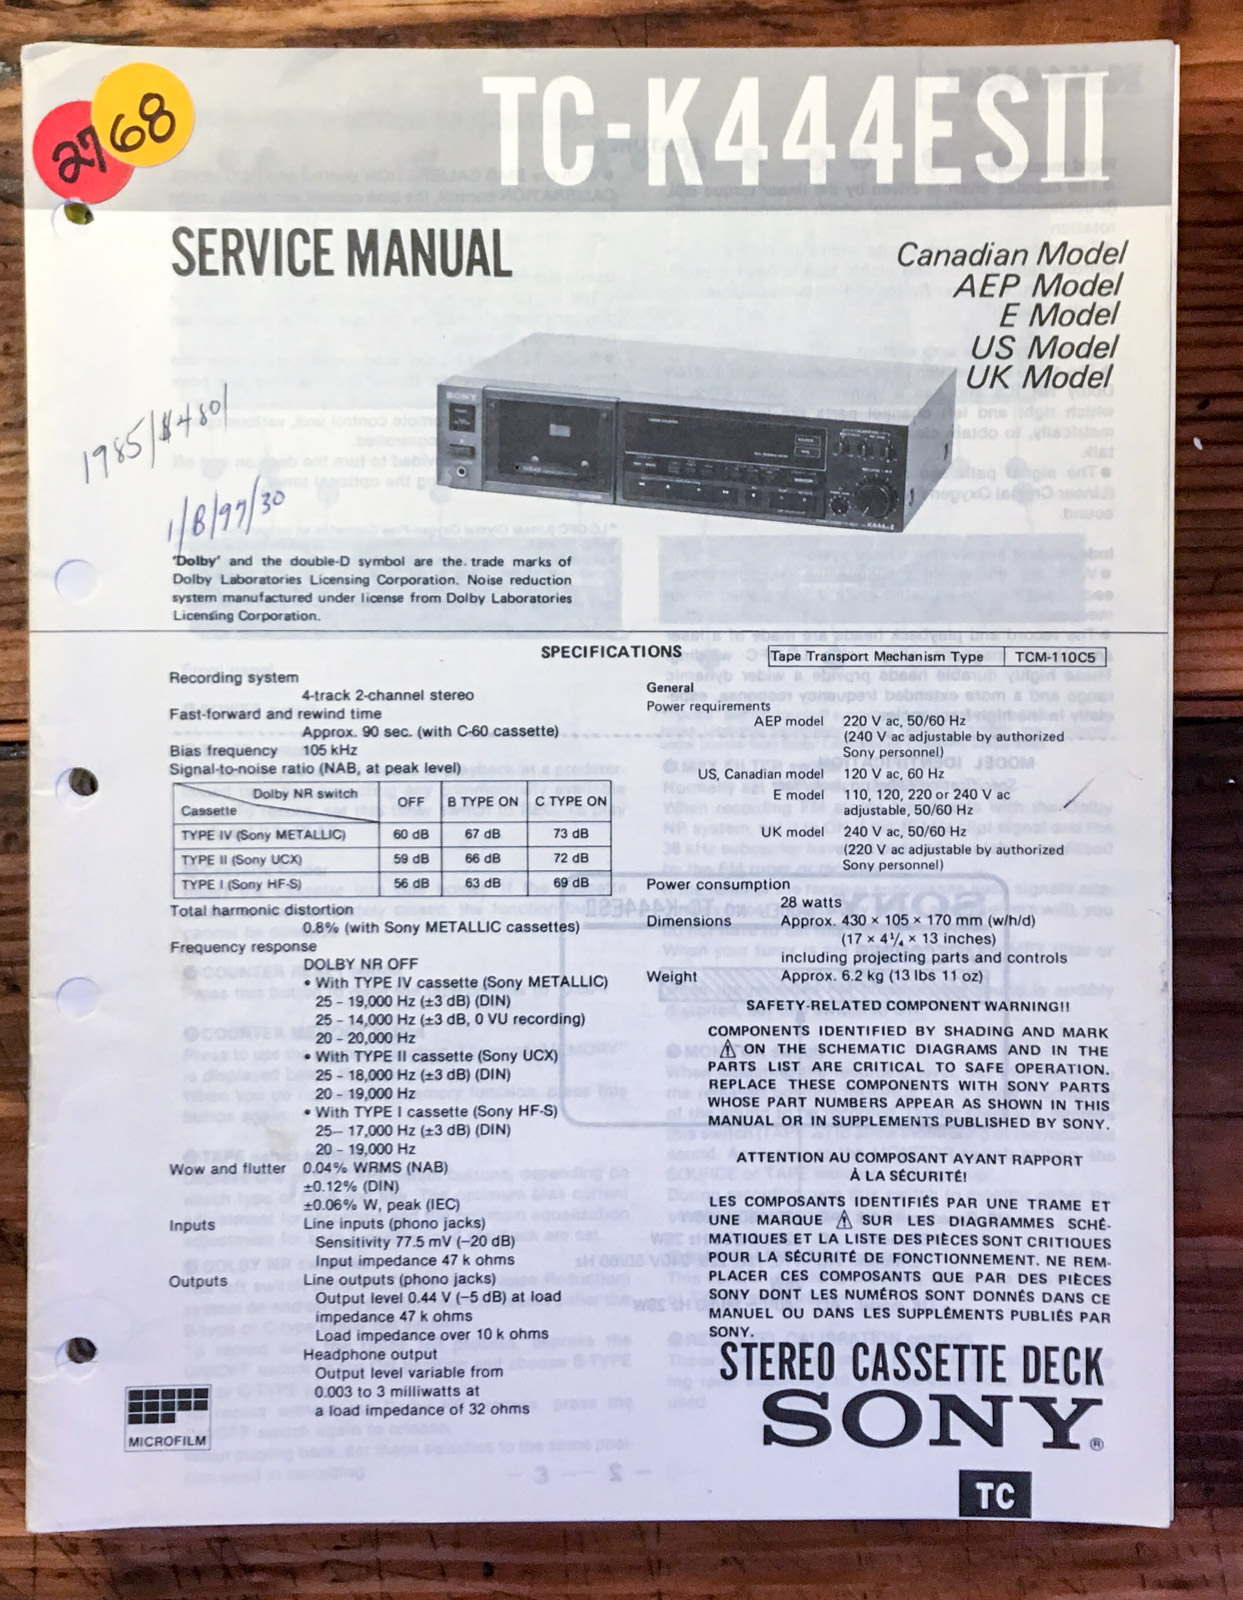 TC-K444ESII
2768
SERVICE MANUAL
Canadian Model
AEP Model
E Model
US Model
UK Model
SONY
1985/$480/
1/B/97/30
'Dolby' and the double-D symbol are the trade marks of
Dolby Laboratories Licensing Corporation. Noise reduction
system manufactured under license from Dolby Laboratories
Licensing Corporation.
SPECIFICATIONS
Tape Transport Mechanism Type TCM-110C5
Recording system
4-track 2-channel stereo
Fast-forward and rewind time
Approx. 90 sec. (with C-60 cassette)
Bias frequency 105 kHz
Signal-to-noise ratio (NAB, at peak level)
Dolby NR switch
Cassette
OFF B TYPE ON C TYPE ON
TYPE IV (Sony METALLIC) 60 dB 67 dB 73 dB
TYPE II (Sony UCX) 59 dB 66 dB 72 dB
TYPE I (Sony HF-S) 56 dB 63 dB 69 dB
Total harmonic distortion
0.8% (with Sony METALLIC cassettes)
Frequency response
DOLBY NR OFF
• With TYPE IV cassette (Sony METALLIC)
25 – 19,000 Hz (±3 dB) (DIN)
25 – 14,000 Hz (±3 dB, 0 VU recording)
20 – 20,000 Hz
• With TYPE II cassette (Sony UCX)
25 – 18,000 Hz (±3 dB) (DIN)
20 – 19,000 Hz
• With TYPE I cassette (Sony HF-S)
25– 17,000 Hz (±3 dB) (DIN)
20 – 19,000 Hz
Wow and flutter 0.04% WRMS (NAB)
±0.12% (DIN)
±0.06% W, peak (IEC)
Inputs Line inputs (phono jacks)
Sensitivity 77.5 mV (–20 dB)
Input impedance 47 k ohms
Outputs Line outputs (phono jacks)
Output level 0.44 V (–5 dB) at load
impedance 47 k ohms
Load impedance over 10 k ohms
Headphone output
Output level variable from
0.003 to 3 milliwatts at
a load impedance of 32 ohms
General
Power requirements
AEP model 220 V ac, 50/60 Hz
(240 V ac adjustable by authorized
Sony personnel)
US, Canadian model 120 V ac, 60 Hz
E model 110, 120, 220 or 240 V ac
adjustable, 50/60 Hz
UK model 240 V ac, 50/60 Hz
(220 V ac adjustable by authorized
Sony personnel)
Power consumption
28 watts
Dimensions Approx. 430 × 105 × 170 mm (w/h/d)
(17 × 4¼ × 13 inches)
including projecting parts and controls
Weight Approx. 6.2 kg (13 lbs 11 oz)
SAFETY-RELATED COMPONENT WARNING!!
COMPONENTS IDENTIFIED BY SHADING AND MARK
⚠ ON THE SCHEMATIC DIAGRAMS AND IN THE
PARTS LIST ARE CRITICAL TO SAFE OPERATION.
REPLACE THESE COMPONENTS WITH SONY PARTS
WHOSE PART NUMBERS APPEAR AS SHOWN IN THIS
MANUAL OR IN SUPPLEMENTS PUBLISHED BY SONY.
ATTENTION AU COMPOSANT AYANT RAPPORT
À LA SÉCURITÉ!
LES COMPOSANTS IDENTIFIÉS PAR UNE TRAME ET
UNE MARQUE ⚠ SUR LES DIAGRAMMES SCHÉ-
MATIQUES ET LA LISTE DES PIÈCES SONT CRITIQUES
POUR LA SÉCURITÉ DE FONCTIONNEMENT. NE REM-
PLACER CES COMPOSANTS QUE PAR DES PIÈCES
SONY DONT LES NUMÉROS SONT DONNÉS DANS CE
MANUEL OU DANS LES SUPPLÉMENTS PUBLIÉS PAR
SONY.
STEREO CASSETTE DECK
SONY®
MICROFILM
TC